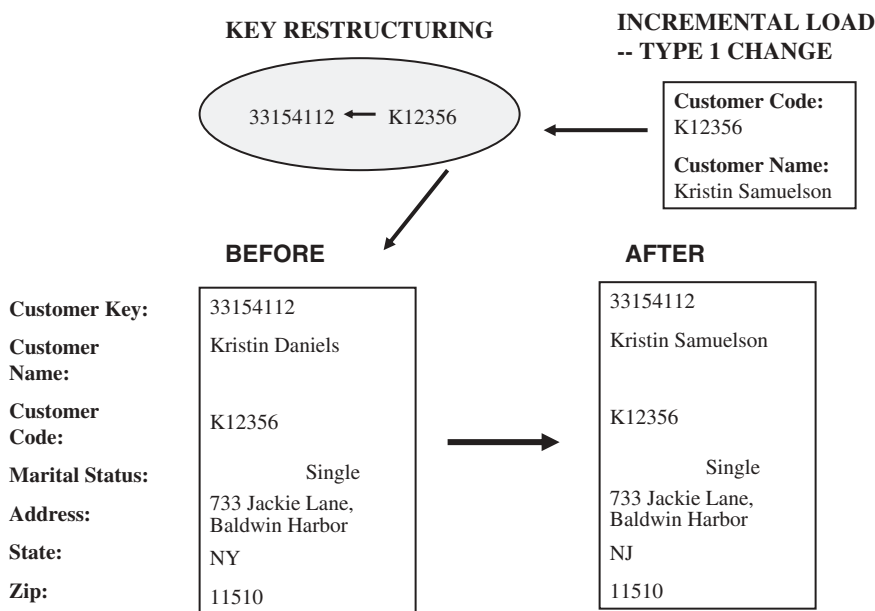 KEY RESTRUCTURING
INCREMENTAL LOAD
-- TYPE 1 CHANGE
33154112 K12356
Customer Code:
K12356
Customer Name:
Kristin Samuelson
BEFORE
AFTER
Customer Key:
33154112
33154112
Customer
Name:
Kristin Daniels
Kristin Samuelson
Customer
Code:
K12356
K12356
Marital Status:
Single
Single
Address:
733 Jackie Lane,
Baldwin Harbor
733 Jackie Lane,
Baldwin Harbor
State:
NY
NJ
Zip:
11510
11510